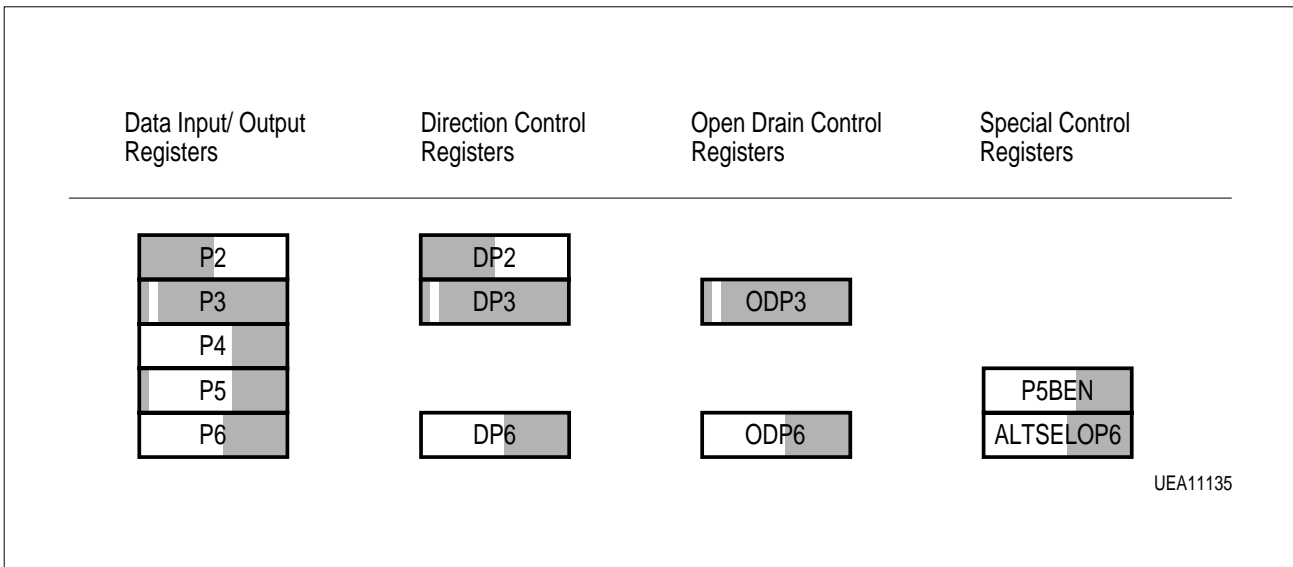 Data Input/ Output
Registers
Direction Control
Registers
Open Drain Control
Registers
Special Control
Registers
P2
DP2
P3
DP3
ODP3
P4
P5
P5BEN
P6
DP6
ODP6
ALTSELOP6
UEA11135